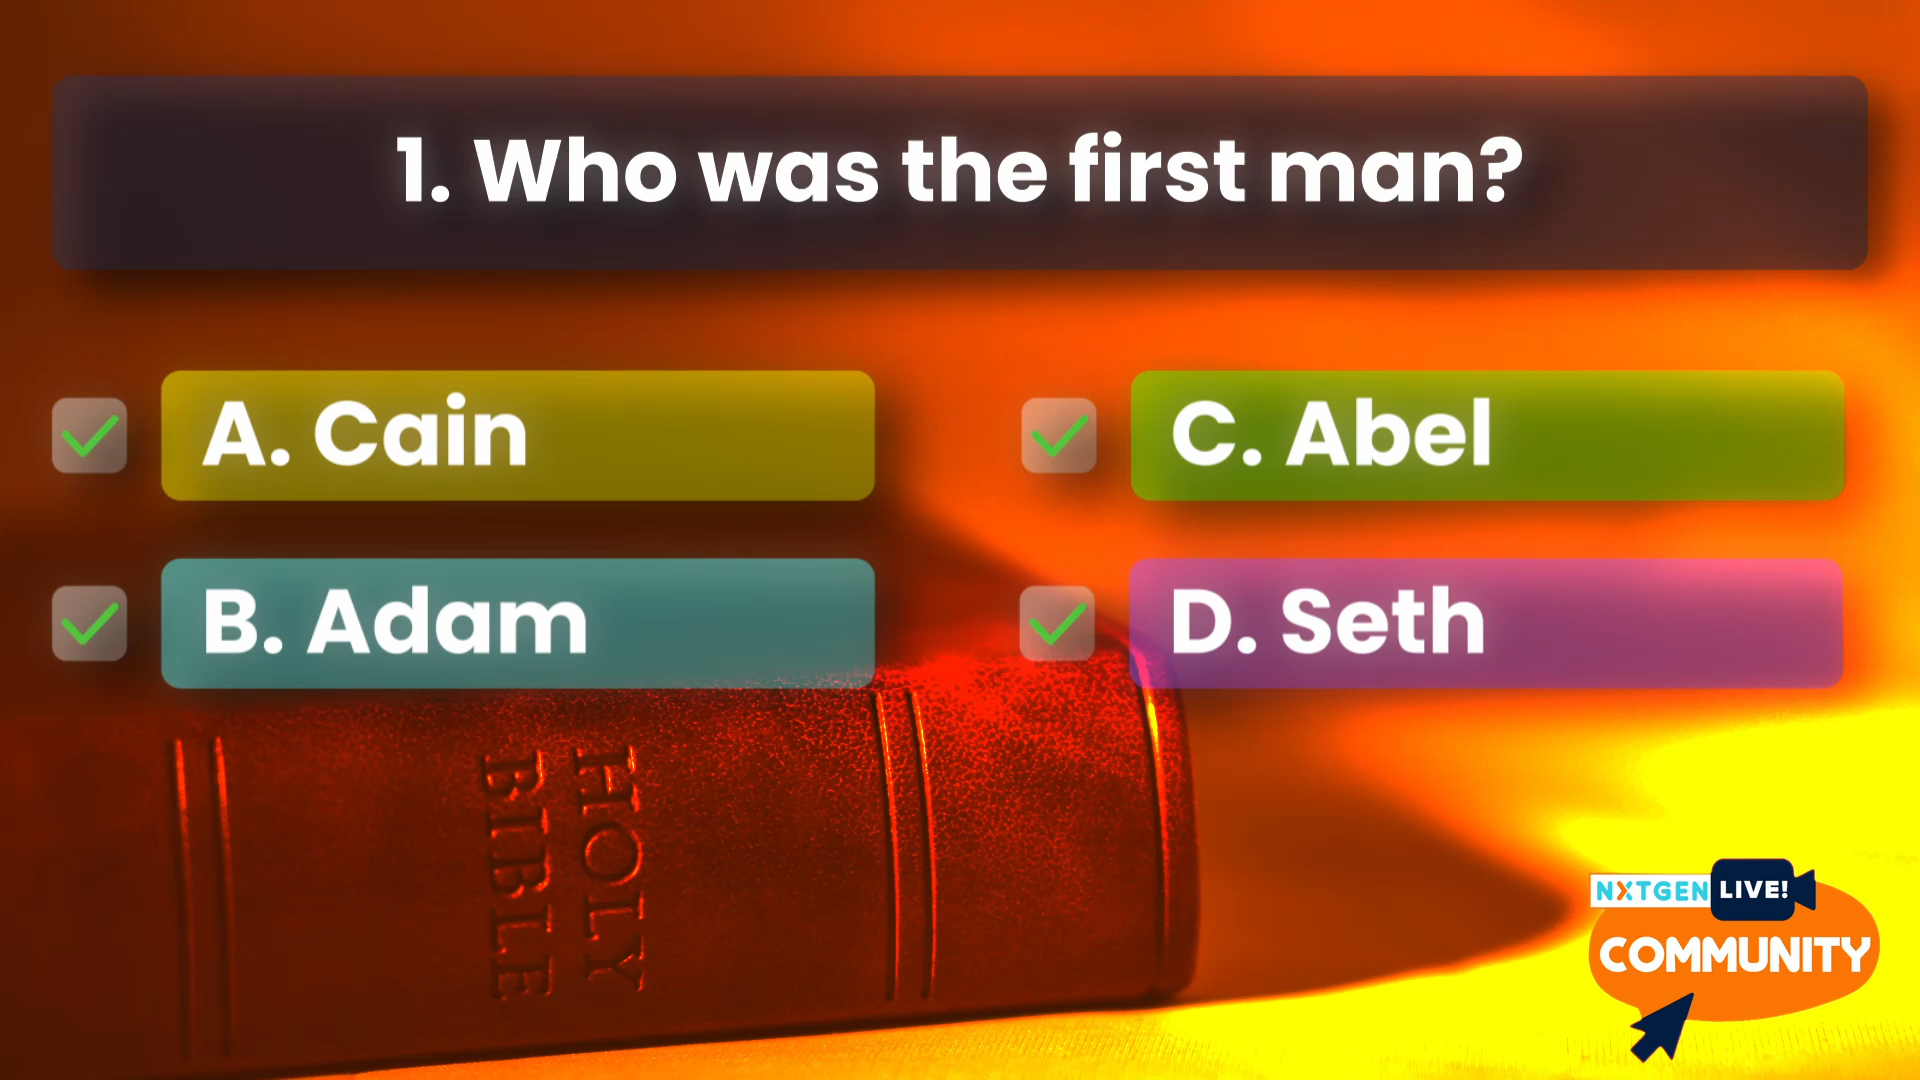 1. Who was the first man?
A. Cain
C. Abel
B. Adam
D. Seth
HOLY
BIBLE
NXTGEN LIVE!
COMMUNITY